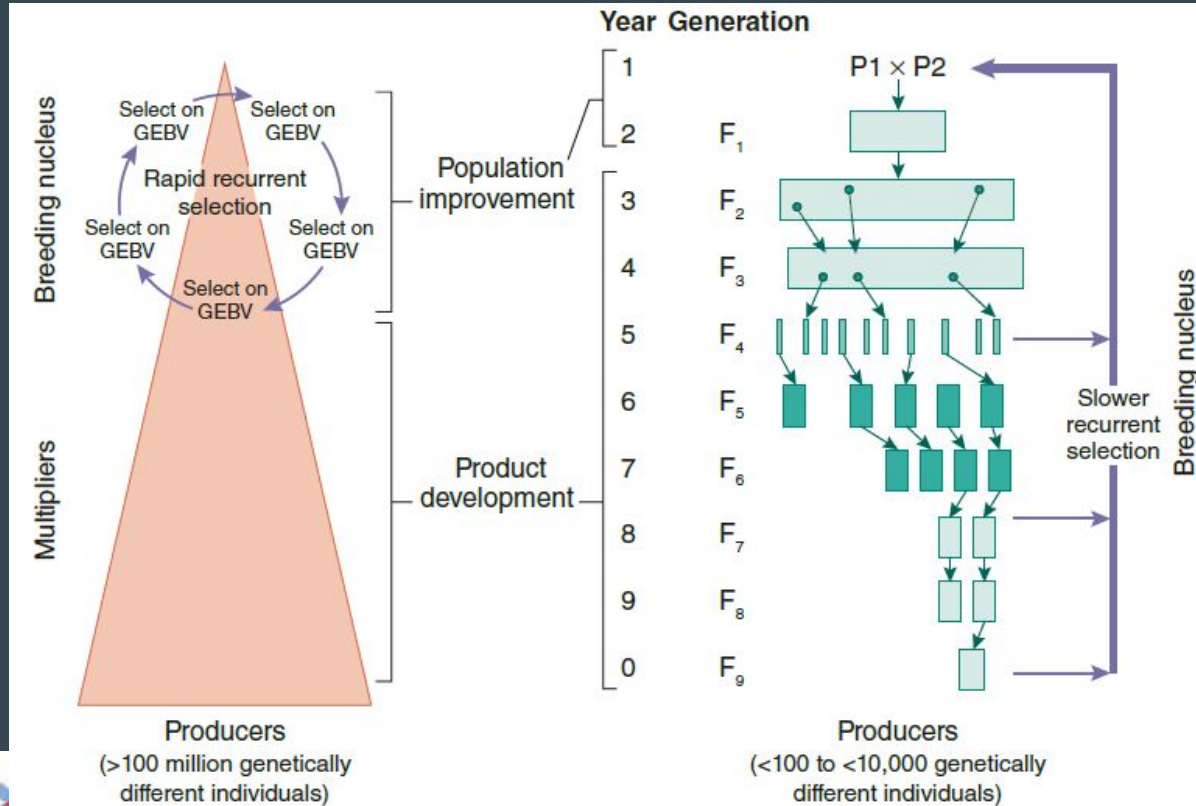 Year Generation
Breeding nucleus
Select on
GEBV
Select on
GEBV
Rapid recurrent
selection
Select on
GEBV
Select on
GEBV
Select on
GEBV
Multipliers
Producers
(>100 million genetically
different individuals)
Population
improvement
Product
development
1
P1 × P2
2 F1
3 F2
4 F3
5 F4
6 F5
7 F6
8 F7
9 F8
0 F9
Slower
recurrent
selection
Breeding nucleus
Producers
(<100 to <10,000 genetically
different individuals)